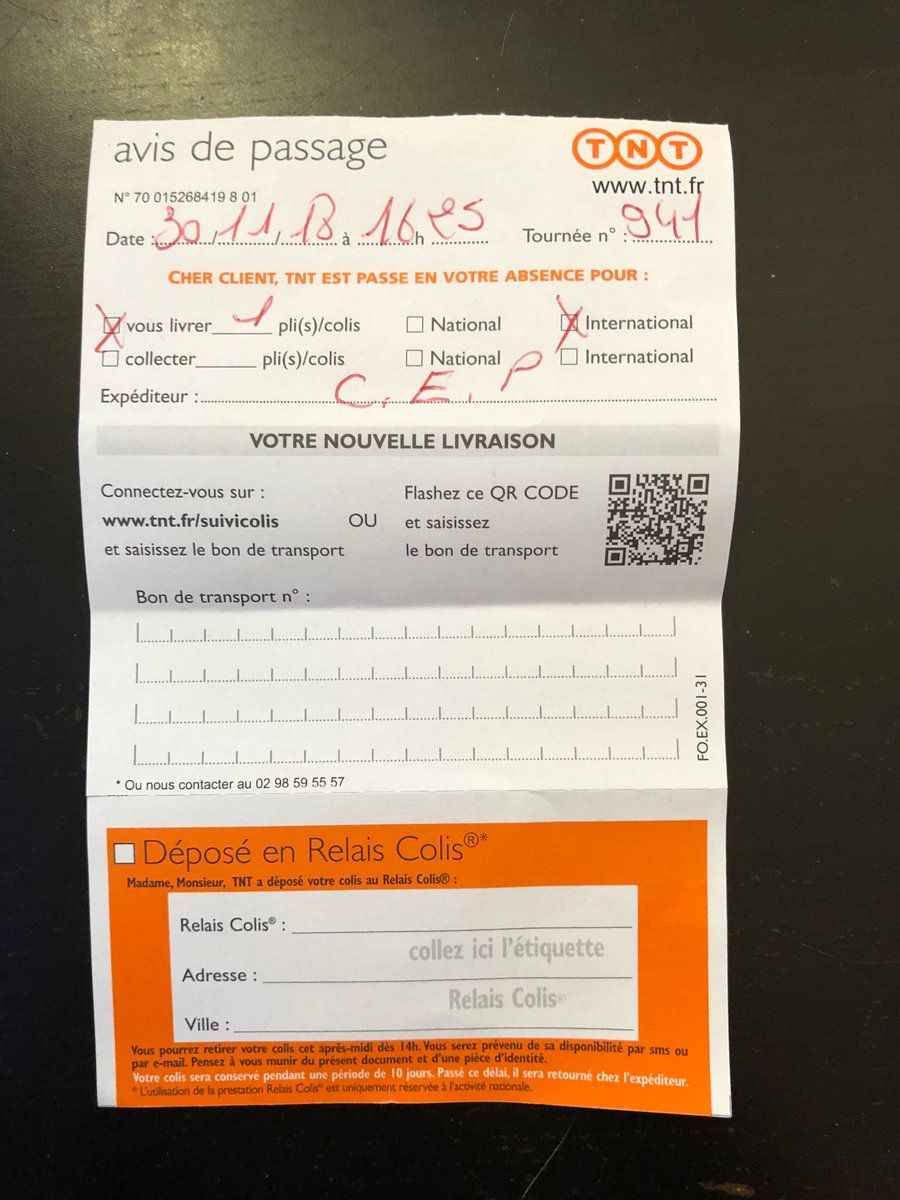 avis de passage
TNT
www.tnt.fr
N° 70 015268419 8 01
Date : 30/11/18 à 16h 25 Tournée n° : 941
CHER CLIENT, TNT EST PASSE EN VOTRE ABSENCE POUR :
vous livrer 1 pli(s)/colis National International
collecter pli(s)/colis National International
Expéditeur : C.E.P
VOTRE NOUVELLE LIVRAISON
Connectez-vous sur :
www.tnt.fr/suivicolis
et saisissez le bon de transport
OU
Flashez ce QR CODE
et saisissez
le bon de transport
Bon de transport n° :
FO.EX.001-31
* Ou nous contacter au 02 98 59 55 57
Déposé en Relais Colis®*
Madame, Monsieur, TNT a déposé votre colis au Relais Colis® :
Relais Colis® :
collez ici l'étiquette
Adresse :
Relais Colis®
Ville :
Vous pourrez retirer votre colis cet après-midi dès 14h. Vous serez prévenu de sa disponibilité par sms ou
par e-mail. Pensez à vous munir du présent document et d'une pièce d'identité.
Votre colis sera conservé pendant une période de 10 jours. Passé ce délai, il sera retourné chez l'expéditeur.
* L'utilisation de la prestation Relais Colis® est uniquement réservée à l'activité nationale.